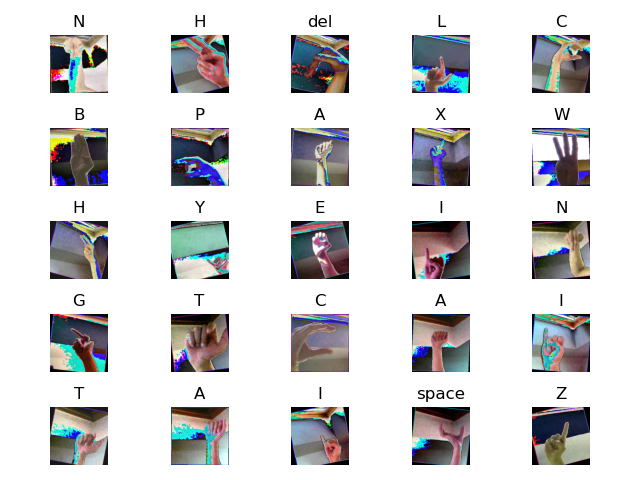 N H del L C
B P A X W
H Y E I N
G T C A I
T A I space Z